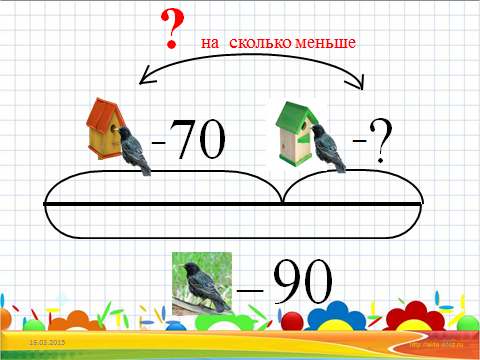 ? на сколько меньше
-70 -?
– 90
16.03.2015